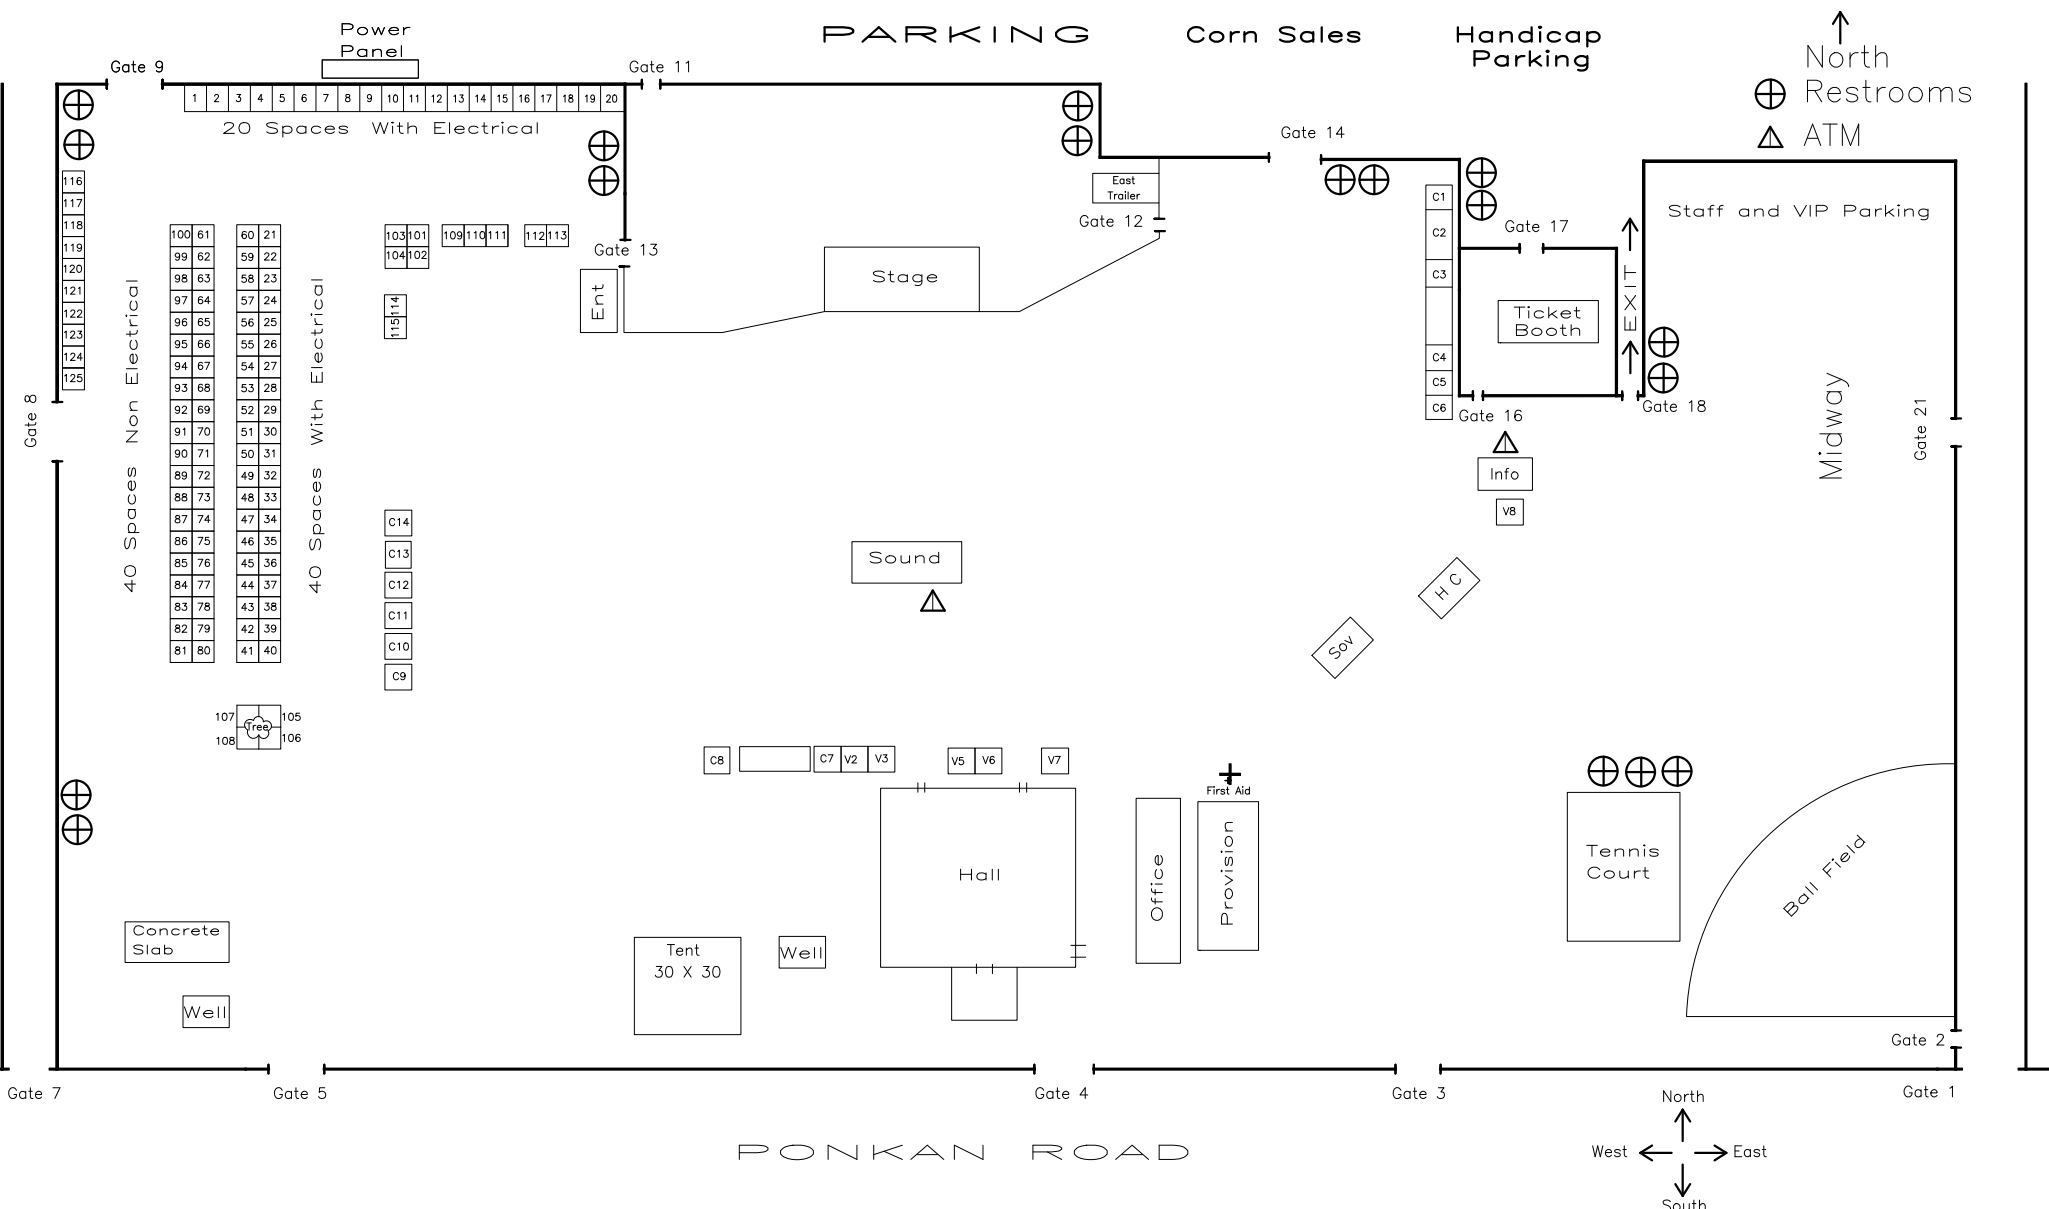 Power
Panel
PARKING
Corn Sales
Handicap
Parking
North
Restrooms
ATM
Gate 9
Gate 11
1 2 3 4 5 6 7 8 9 10 11 12 13 14 15 16 17 18 19 20
20 Spaces With Electrical
Gate 14
East
Trailer
Gate 12
Gate 13
Gate 17
Staff and VIP Parking
116
117
118
119
120
121
122
123
124
125
100 61 60 21
99 62 59 22
98 63 58 23
97 64 57 24
96 65 56 25
95 66 55 26
94 67 54 27
93 68 53 28
92 69 52 29
91 70 51 30
90 71 50 31
89 72 49 32
88 73 48 33
87 74 47 34
86 75 46 35
85 76 45 36
84 77 44 37
83 78 43 38
82 79 42 39
81 80 41 40
40 Spaces Non Electrical
40 Spaces With Electrical
103 101 109 110 111 112 113
104 102
114
115
Ent
Stage
C1
C2
C3
C4
C5
C6
Ticket
Booth
EXIT
Gate 16
Gate 18
Gate 8
Gate 21
Midway
Info
V8
C14
C13
C12
C11
C10
C9
Sound
H C
Sov
107 105
Tree
108 106
C8 C7 V2 V3 V5 V6 V7
First Aid
Hall
Office
Provision
Tennis
Court
Ball Field
Concrete
Slab
Well
Tent
30 X 30
Well
Gate 2
Gate 7
Gate 5
Gate 4
Gate 3
Gate 1
PONKAN ROAD
North
West
East
South